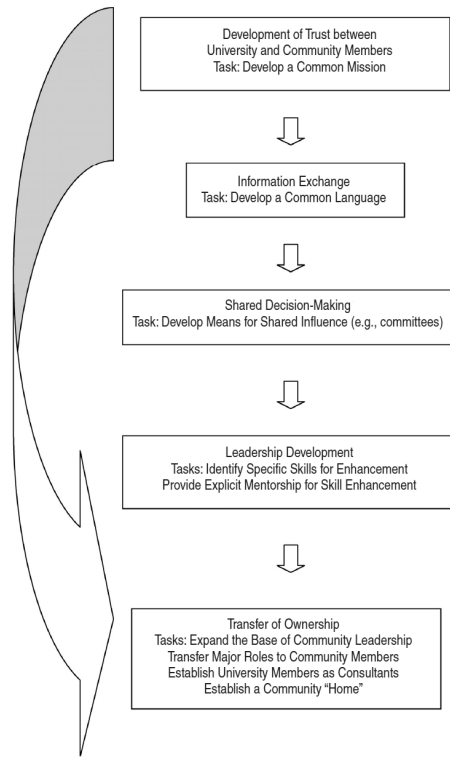 Development of Trust between
University and Community Members
Task: Develop a Common Mission
Information Exchange
Task: Develop a Common Language
Shared Decision-Making
Task: Develop Means for Shared Influence (e.g., committees)
Leadership Development
Tasks: Identify Specific Skills for Enhancement
Provide Explicit Mentorship for Skill Enhancement
Transfer of Ownership
Tasks: Expand the Base of Community Leadership
Transfer Major Roles to Community Members
Establish University Members as Consultants
Establish a Community “Home”